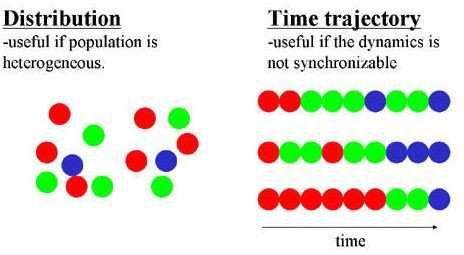 Distribution
-useful if population is
heterogeneous.
Time trajectory
-useful if the dynamics is
not synchronizable
time